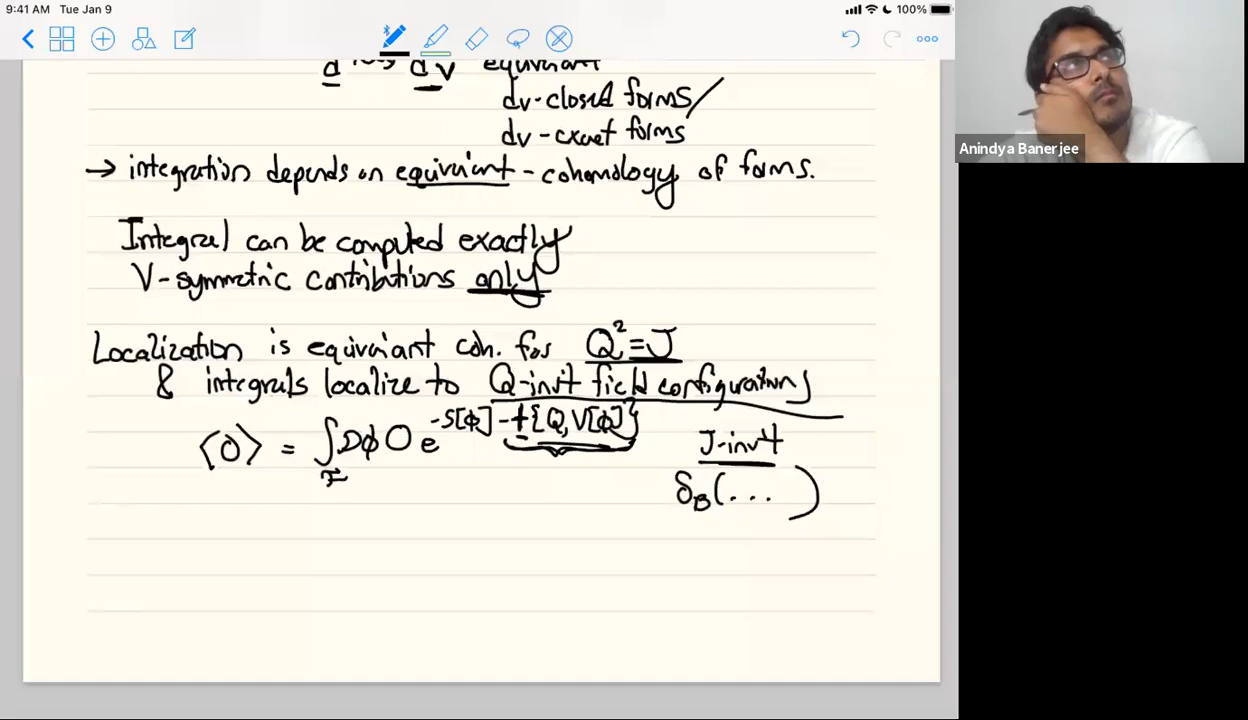 9:41 AM Tue Jan 9
100%
d dv equivariant
dv-closed forms/
dv-exact forms
→ integration depends on equivariant-cohomology of forms.
Integral can be computed exactly
V-symmetric contributions only
Localization is equivariant coh. for Q²=J
& integrals localize to Q-inv't field configurations
⟨O⟩ = ∫_F Dϕ O e^{-S[ϕ] - t{Q,V[ϕ]}}
J-inv't
δ_B(...)
Anindya Banerjee